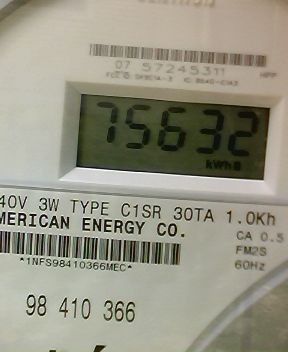 07 57245311
75632
kWh
40V 3W TYPE C1SR 30TA 1.0Kh
MERICAN ENERGY CO.
CA 0.5
FM2S
*1NFS98410366MEC*
60Hz
98 410 366